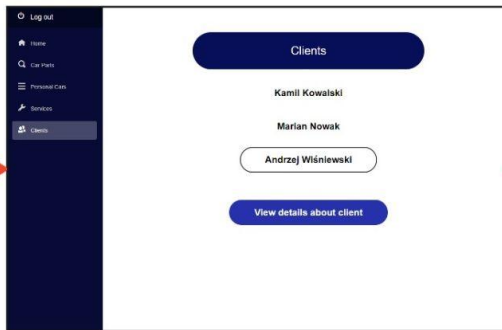 Log out
Home
Car Parts
Personal Cars
Services
Clients
Clients
Kamil Kowalski
Marian Nowak
Andrzej Wiśniewski
View details about client